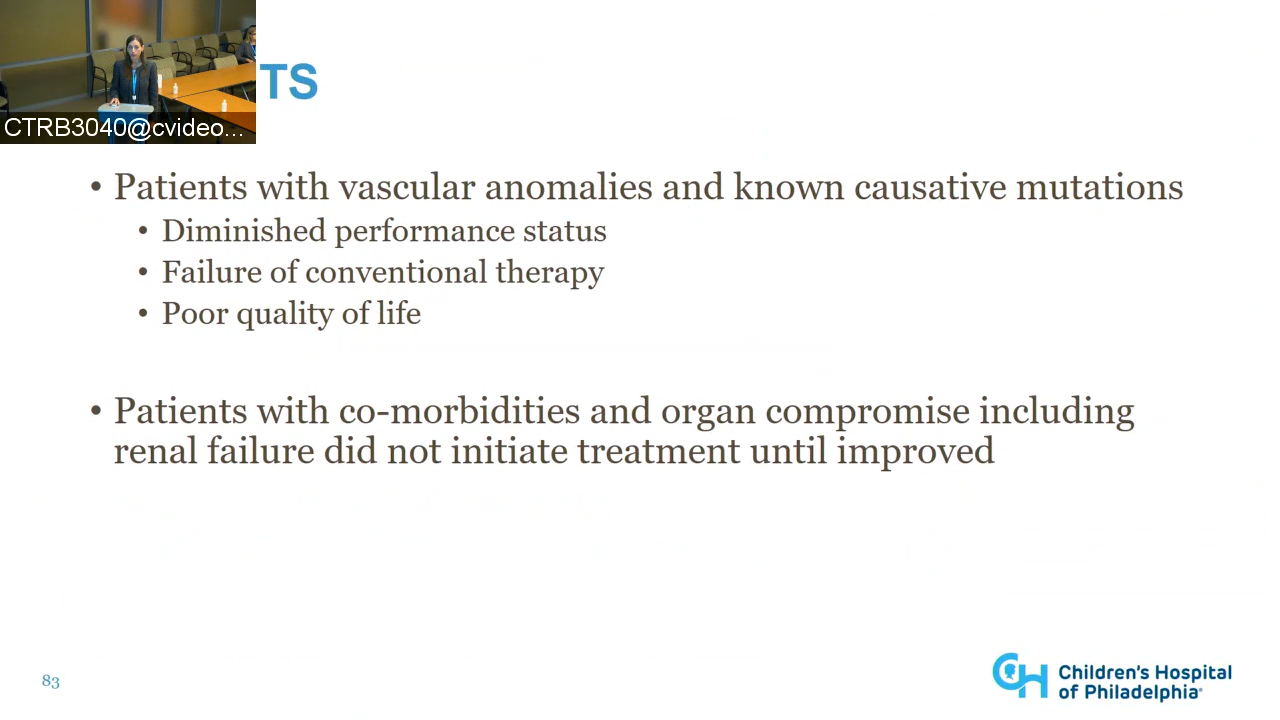 TS
CTRB3040@cvideo...
• Patients with vascular anomalies and known causative mutations
• Diminished performance status
• Failure of conventional therapy
• Poor quality of life
• Patients with co-morbidities and organ compromise including
renal failure did not initiate treatment until improved
83
Children's Hospital
of Philadelphia